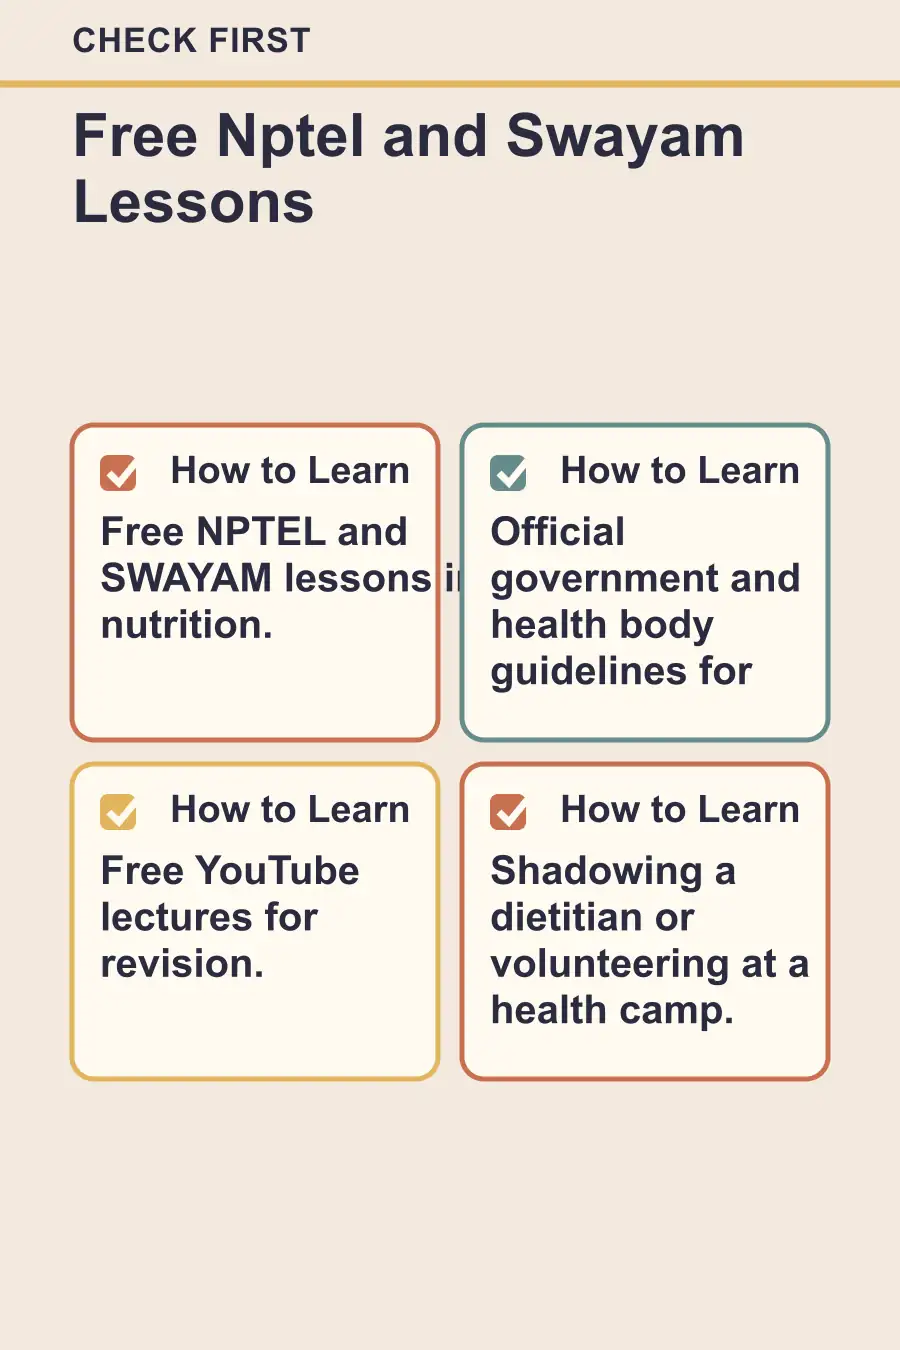 CHECK FIRST
Free Nptel and Swayam
Lessons
How to Learn
Free NPTEL and
SWAYAM lessons
nutrition.
How to Learn
Official
government and
health body
guidelines for
How to Learn
Free YouTube
lectures for
revision.
How to Learn
Shadowing a
dietitian or
volunteering at a
health camp.